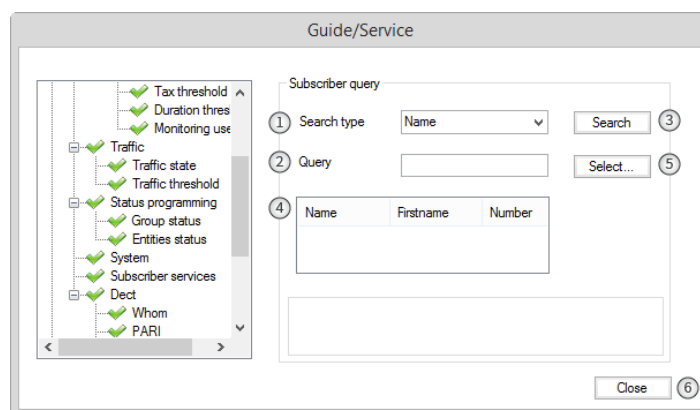 Guide/Service
Tax threshold
Duration thres
Monitoring use
Traffic
Traffic state
Traffic threshold
Status programming
Group status
Entities status
System
Subscriber services
Dect
Whom
PARI
Subscriber query
1 Search type Name Search 3
2 Query Select... 5
4 Name Firstname Number
Close 6